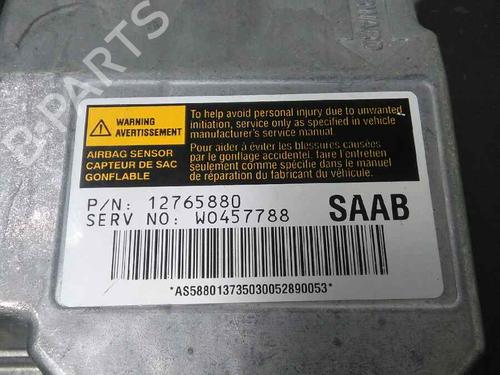 WARNING
AVERTISSEMENT
AIRBAG SENSOR
CAPTEUR DE SAC
GONFLABLE
To help avoid personal injury due to unwanted
initiation, service only as specified in vehicle
manufacturer's service manual.
Pour aider à éviter les blessures causées
par le gonflage accidentel, faire l'entretien
seulement comme spécifié dans le manuel
de réparation du fabricant du véhicule.
P/N: 12765880
SERV NO: W0457788
SAAB
*AS588013735030052890053*
PARTS